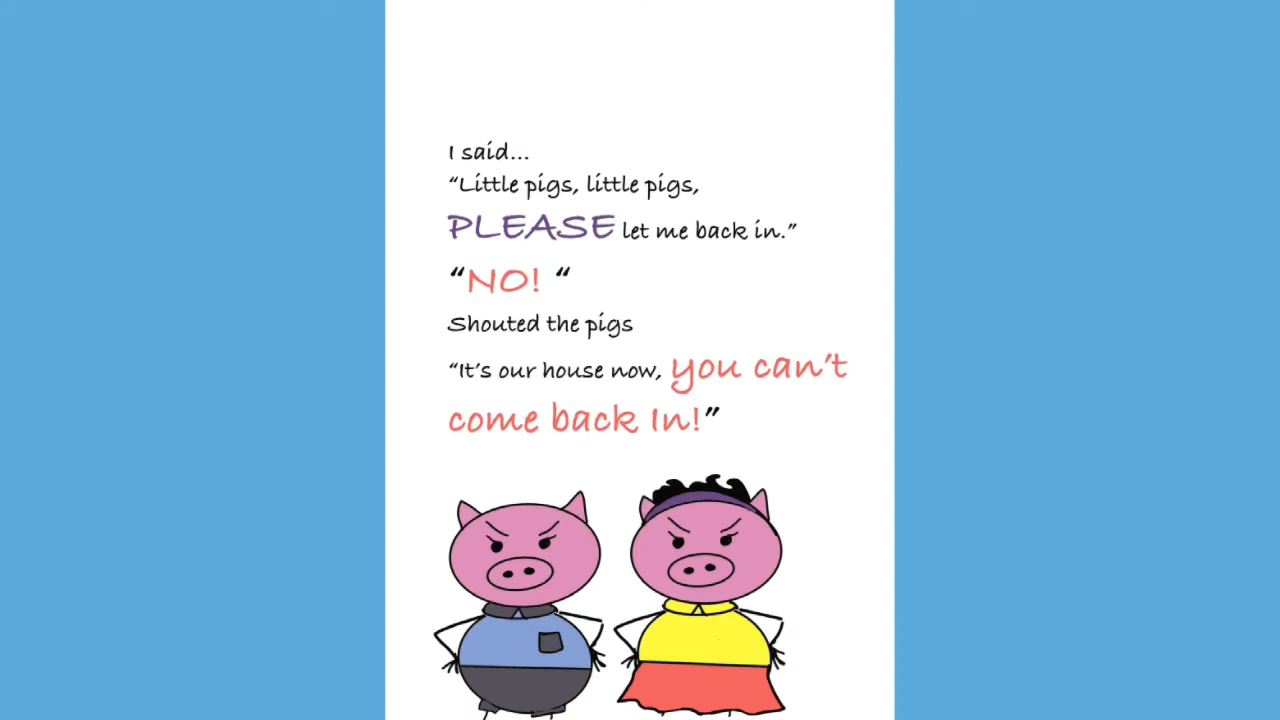 I said...
“Little pigs, little pigs,
PLEASE let me back in.”
“NO! “
Shouted the pigs
“It’s our house now, you can’t
come back In!”